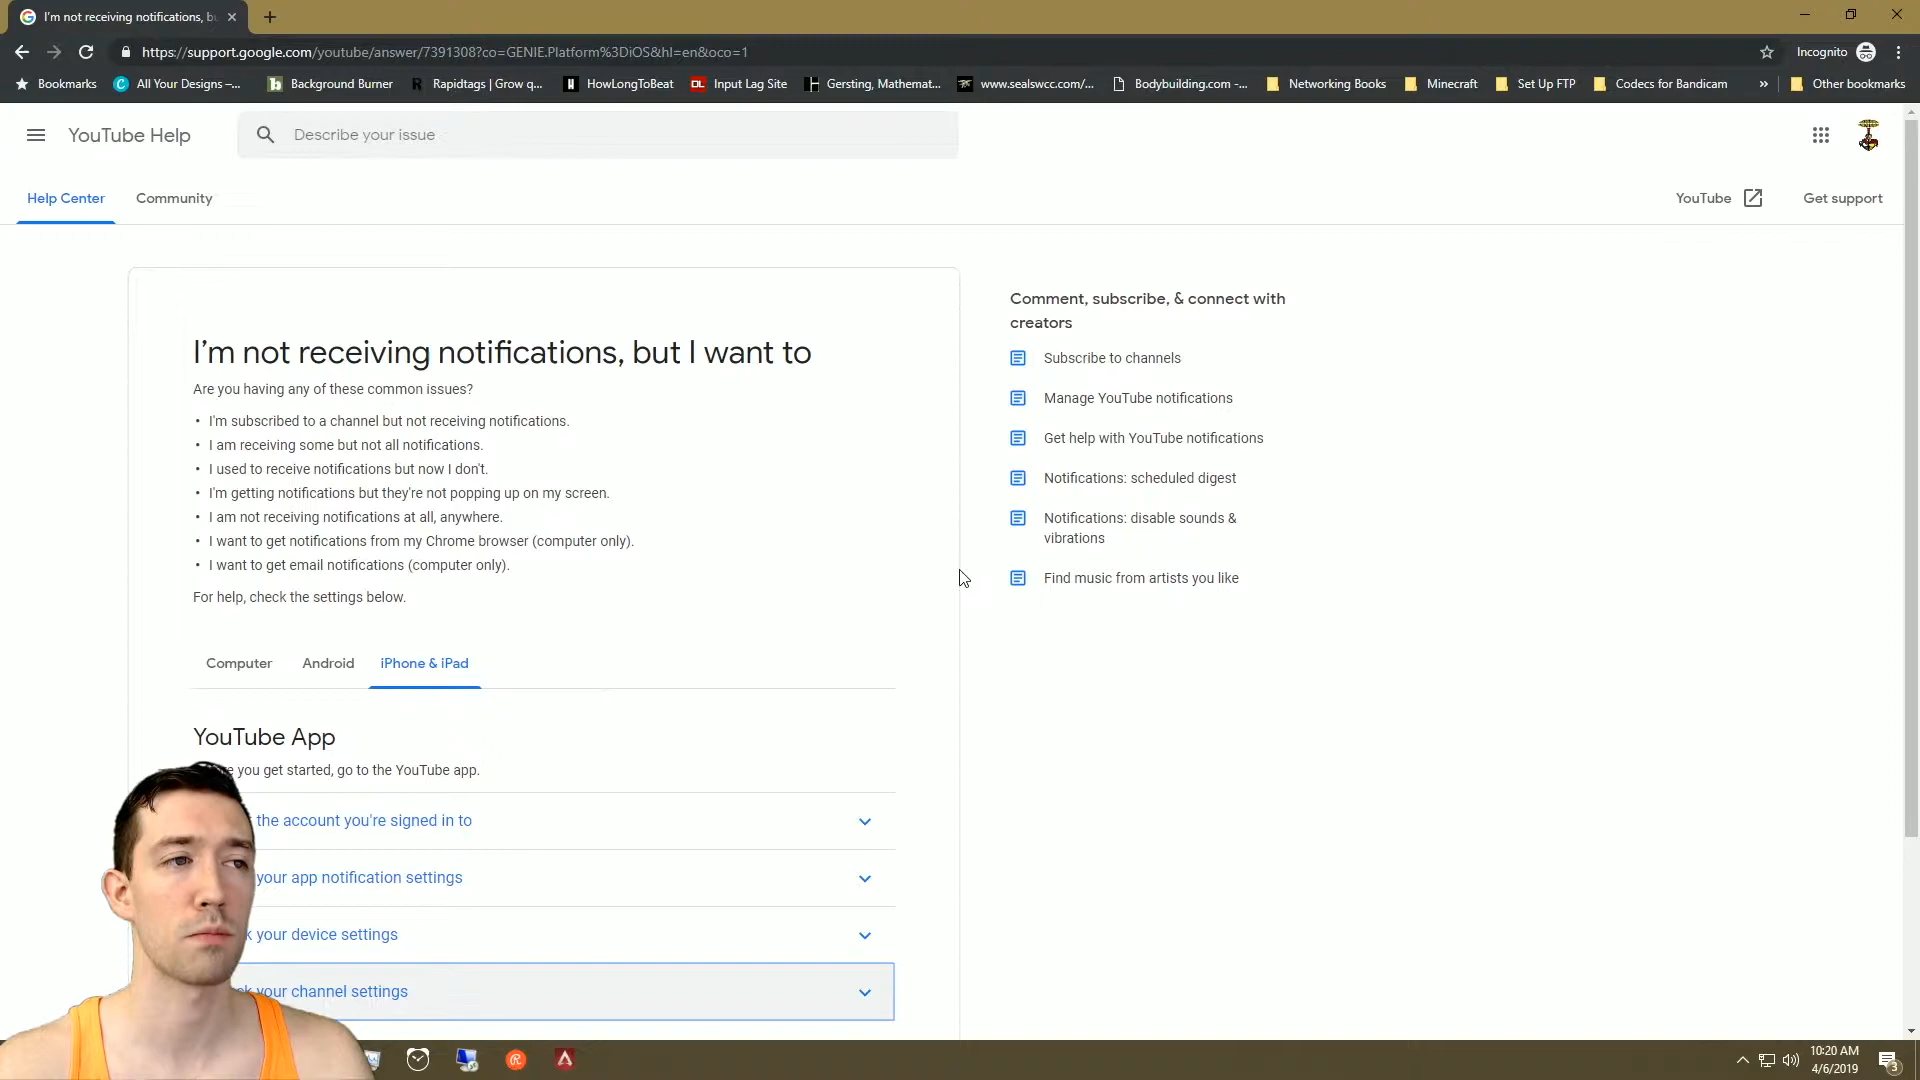 I'm not receiving notifications, bu
https://support.google.com/youtube/answer/7391308?co=GENIE.Platform%3DiOS&hl=en&oco=1
Incognito
Bookmarks
All Your Designs –...
Background Burner
Rapidtags | Grow q...
HowLongToBeat
Input Lag Site
Gersting, Mathemat...
www.sealswcc.com/...
Bodybuilding.com -...
Networking Books
Minecraft
Set Up FTP
Codecs for Bandicam
»
Other bookmarks
YouTube Help
Describe your issue
Help Center
Community
YouTube
Get support
I’m not receiving notifications, but I want to
Are you having any of these common issues?
• I'm subscribed to a channel but not receiving notifications.
• I am receiving some but not all notifications.
• I used to receive notifications but now I don't.
• I'm getting notifications but they're not popping up on my screen.
• I am not receiving notifications at all, anywhere.
• I want to get notifications from my Chrome browser (computer only).
• I want to get email notifications (computer only).
For help, check the settings below.
Computer
Android
iPhone & iPad
YouTube App
you get started, go to the YouTube app.
the account you're signed in to
your app notification settings
your device settings
your channel settings
Comment, subscribe, & connect with
creators
Subscribe to channels
Manage YouTube notifications
Get help with YouTube notifications
Notifications: scheduled digest
Notifications: disable sounds &
vibrations
Find music from artists you like
10:20 AM
4/6/2019
3